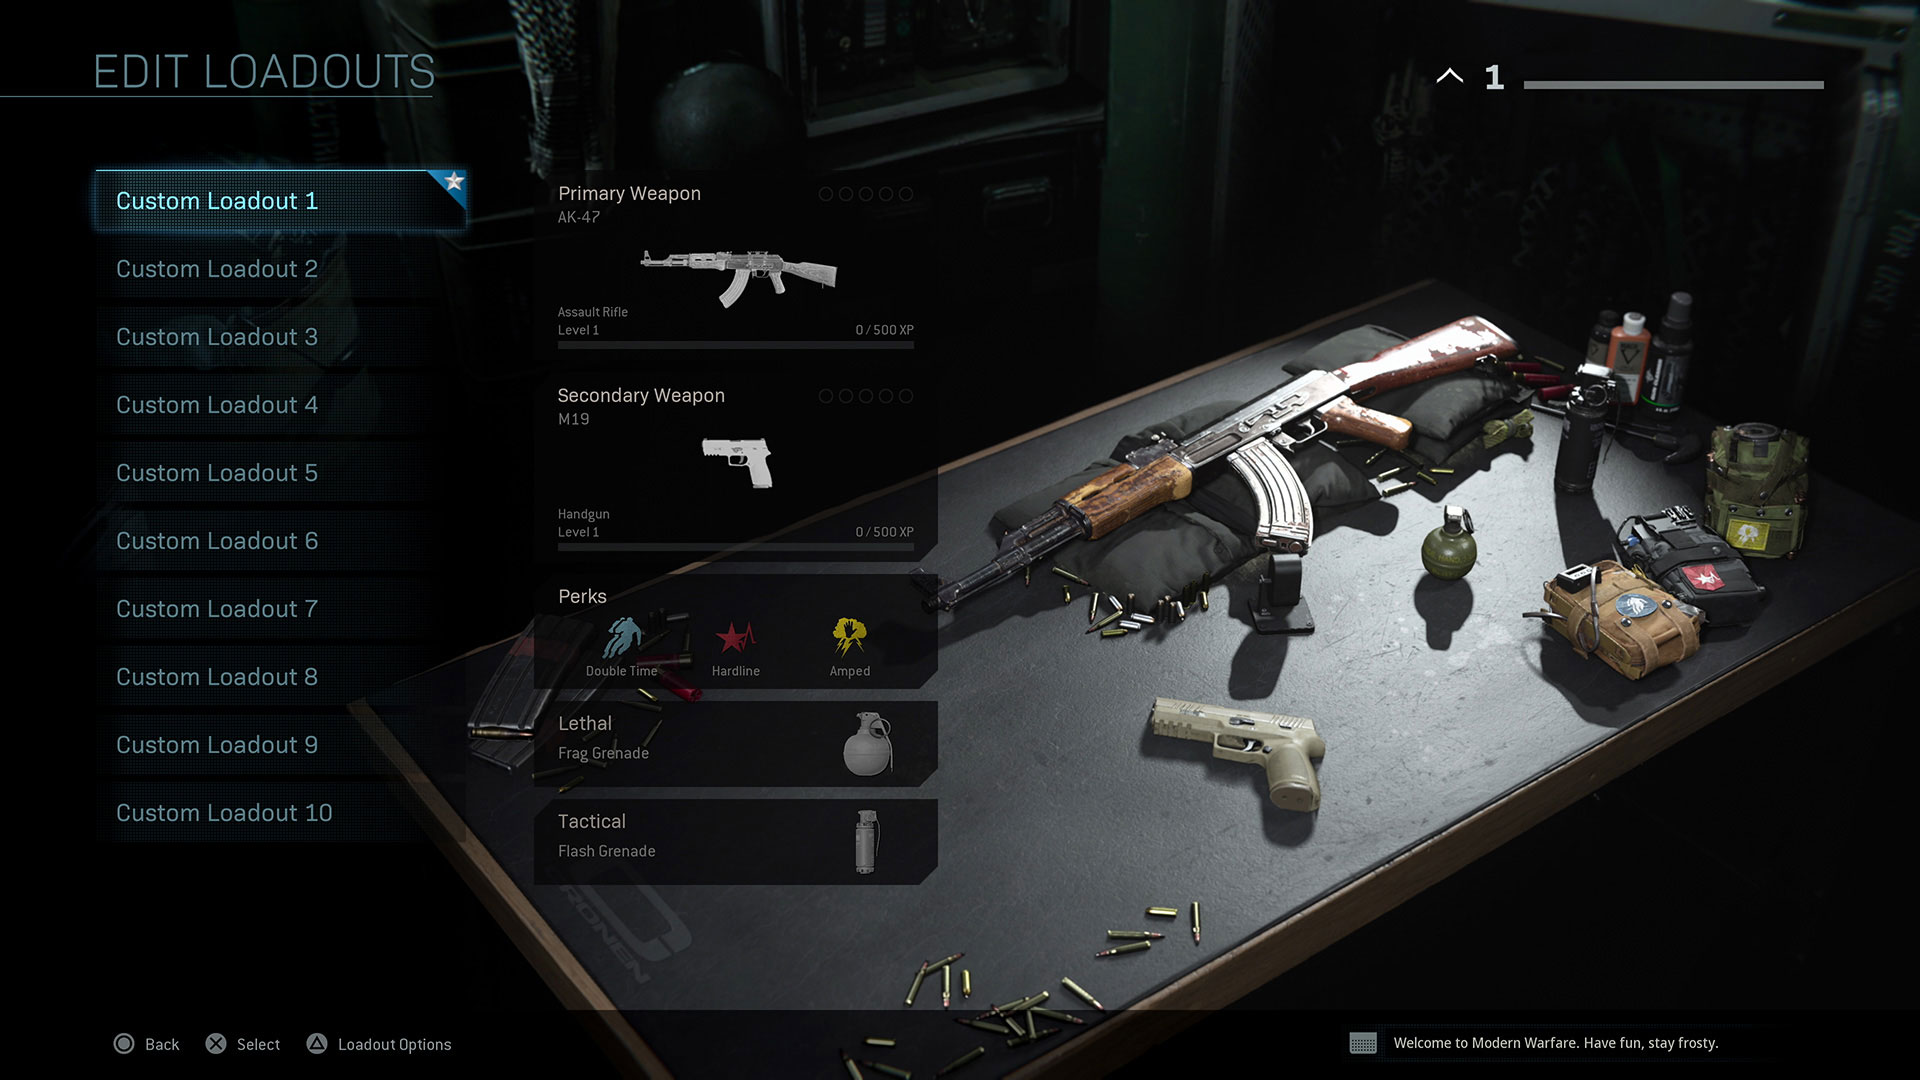 EDIT LOADOUTS
1
Custom Loadout 1
Custom Loadout 2
Custom Loadout 3
Custom Loadout 4
Custom Loadout 5
Custom Loadout 6
Custom Loadout 7
Custom Loadout 8
Custom Loadout 9
Custom Loadout 10
Primary Weapon
AK-47
Assault Rifle
Level 1
0 / 500 XP
Secondary Weapon
M19
Handgun
Level 1
0 / 500 XP
Perks
Double Time
Hardline
Amped
Lethal
Frag Grenade
Tactical
Flash Grenade
Back
Select
Loadout Options
Welcome to Modern Warfare. Have fun, stay frosty.